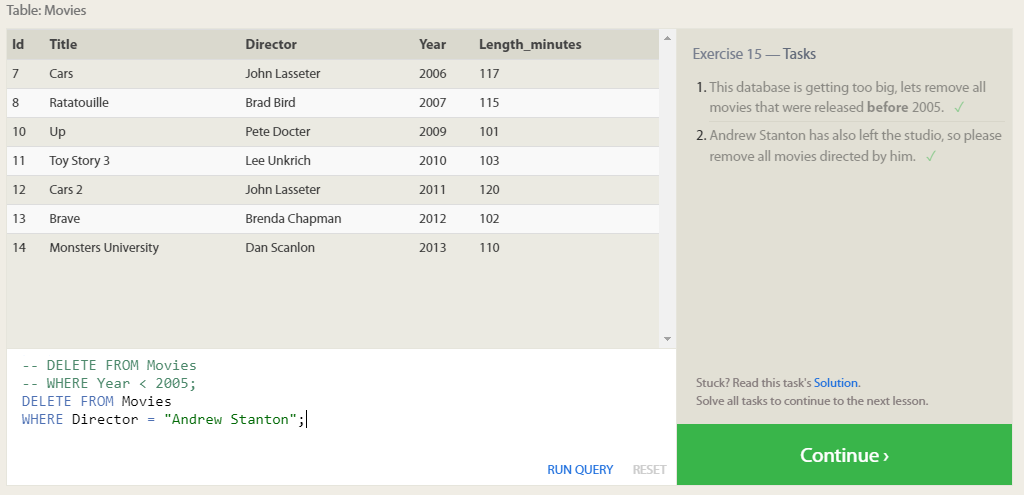 Table: Movies
Id Title Director Year Length_minutes
7 Cars John Lasseter 2006 117
8 Ratatouille Brad Bird 2007 115
10 Up Pete Docter 2009 101
11 Toy Story 3 Lee Unkrich 2010 103
12 Cars 2 John Lasseter 2011 120
13 Brave Brenda Chapman 2012 102
14 Monsters University Dan Scanlon 2013 110
-- DELETE FROM Movies
-- WHERE Year < 2005;
DELETE FROM Movies
WHERE Director = "Andrew Stanton";
RUN QUERY RESET
Exercise 15 — Tasks
1. This database is getting too big, lets remove all
movies that were released before 2005. ✓
2. Andrew Stanton has also left the studio, so please
remove all movies directed by him. ✓
Stuck? Read this task's Solution.
Solve all tasks to continue to the next lesson.
Continue ›